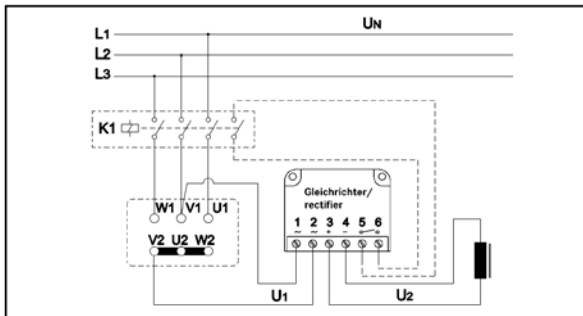 UN
L1
L2
L3
K1
W1 V1 U1
V2 U2 W2
Gleichrichter/
rectifier
1 2 3 4 5 6
~ ~ + -
U1 U2